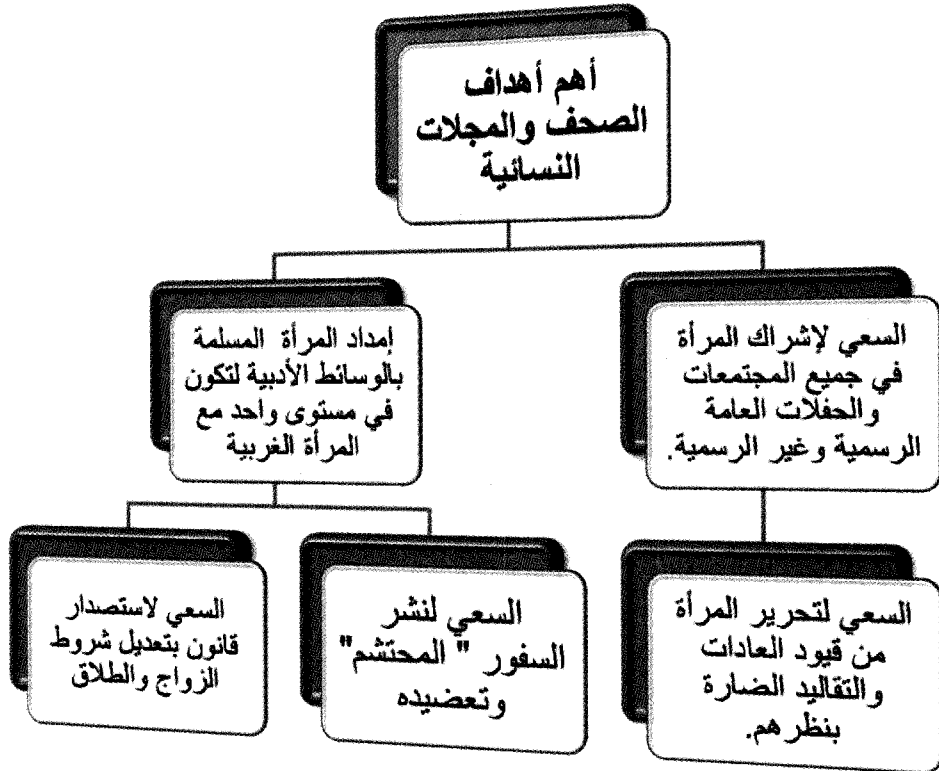 أهم أهداف
الصحف والمجلات
النسائية
السعي لإشراك المرأة
في جميع المجتمعات
والحفلات العامة
الرسمية وغير الرسمية.
إمداد المرأة المسلمة
بالوسائط الأدبية لتكون
في مستوى واحد مع
المرأة الغربية
السعي لتحرير المرأة
من قيود العادات
والتقاليد الضارة
بنظرهم.
السعي لنشر
السفور " المحتشم"
وتعضيده
السعي لاستصدار
قانون بتعديل شروط
الزواج والطلاق